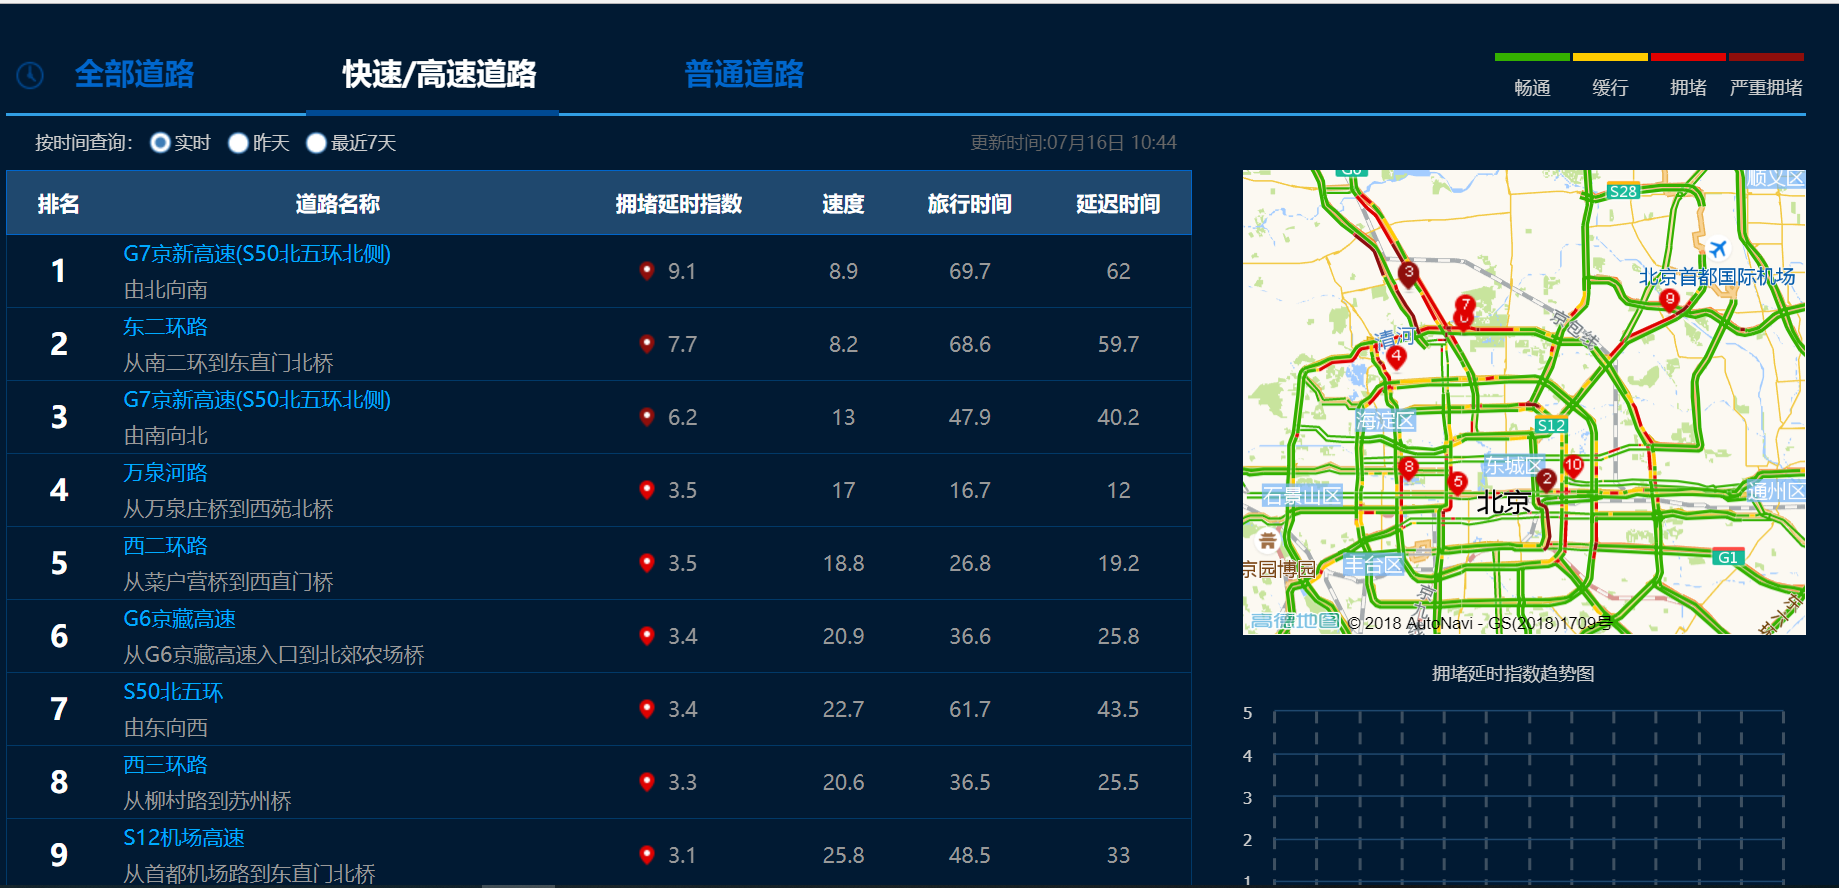 全部道路
快速/高速道路
普通道路
畅通
缓行
拥堵
严重拥堵
按时间查询:
实时
昨天
最近7天
更新时间:07月16日 10:44
排名 道路名称 拥堵延时指数 速度 旅行时间 延迟时间
1 G7京新高速(S50北五环北侧) 9.1 8.9 69.7 62
由北向南
2 东二环路 7.7 8.2 68.6 59.7
从南二环到东直门北桥
3 G7京新高速(S50北五环北侧) 6.2 13 47.9 40.2
由南向北
4 万泉河路 3.5 17 16.7 12
从万泉庄桥到西苑北桥
5 西二环路 3.5 18.8 26.8 19.2
从菜户营桥到西直门桥
6 G6京藏高速 3.4 20.9 36.6 25.8
从G6京藏高速入口到北郊农场桥
7 S50北五环 3.4 22.7 61.7 43.5
由东向西
8 西三环路 3.3 20.6 36.5 25.5
从柳村路到苏州桥
9 S12机场高速 3.1 25.8 48.5 33
从首都机场路到东直门北桥
顺义区
S28
北京首都国际机场
3
7
6
9
京包线
清河
4
海淀区
S12
8
5
东城区
2
10
北京
石景山区
通州区
G1
京园博园
丰台区
京九线
东六环
高德地图 © 2018 AutoNavi - GS(2018)1709号
拥堵延时指数趋势图
5
4
3
2
1